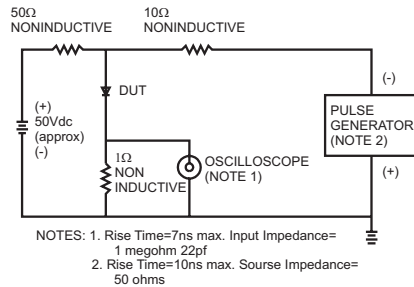 50Ω
NONINDUCTIVE
10Ω
NONINDUCTIVE
(+)
50Vdc
(approx)
(-)
DUT
1Ω
NON
INDUCTIVE
OSCILLOSCOPE
(NOTE 1)
(-)
PULSE
GENERATOR
(NOTE 2)
(+)
NOTES: 1. Rise Time=7ns max. Input Impedance=
1 megohm 22pf
2. Rise Time=10ns max. Sourse Impedance=
50 ohms